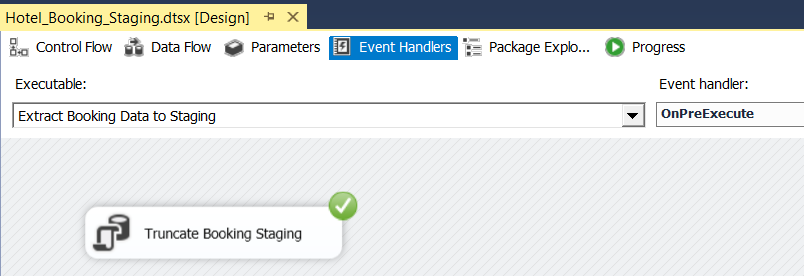 Hotel_Booking_Staging.dtsx [Design]
Control Flow Data Flow Parameters Event Handlers Package Explo... Progress
Executable: Event handler:
Extract Booking Data to Staging OnPreExecute
Truncate Booking Staging